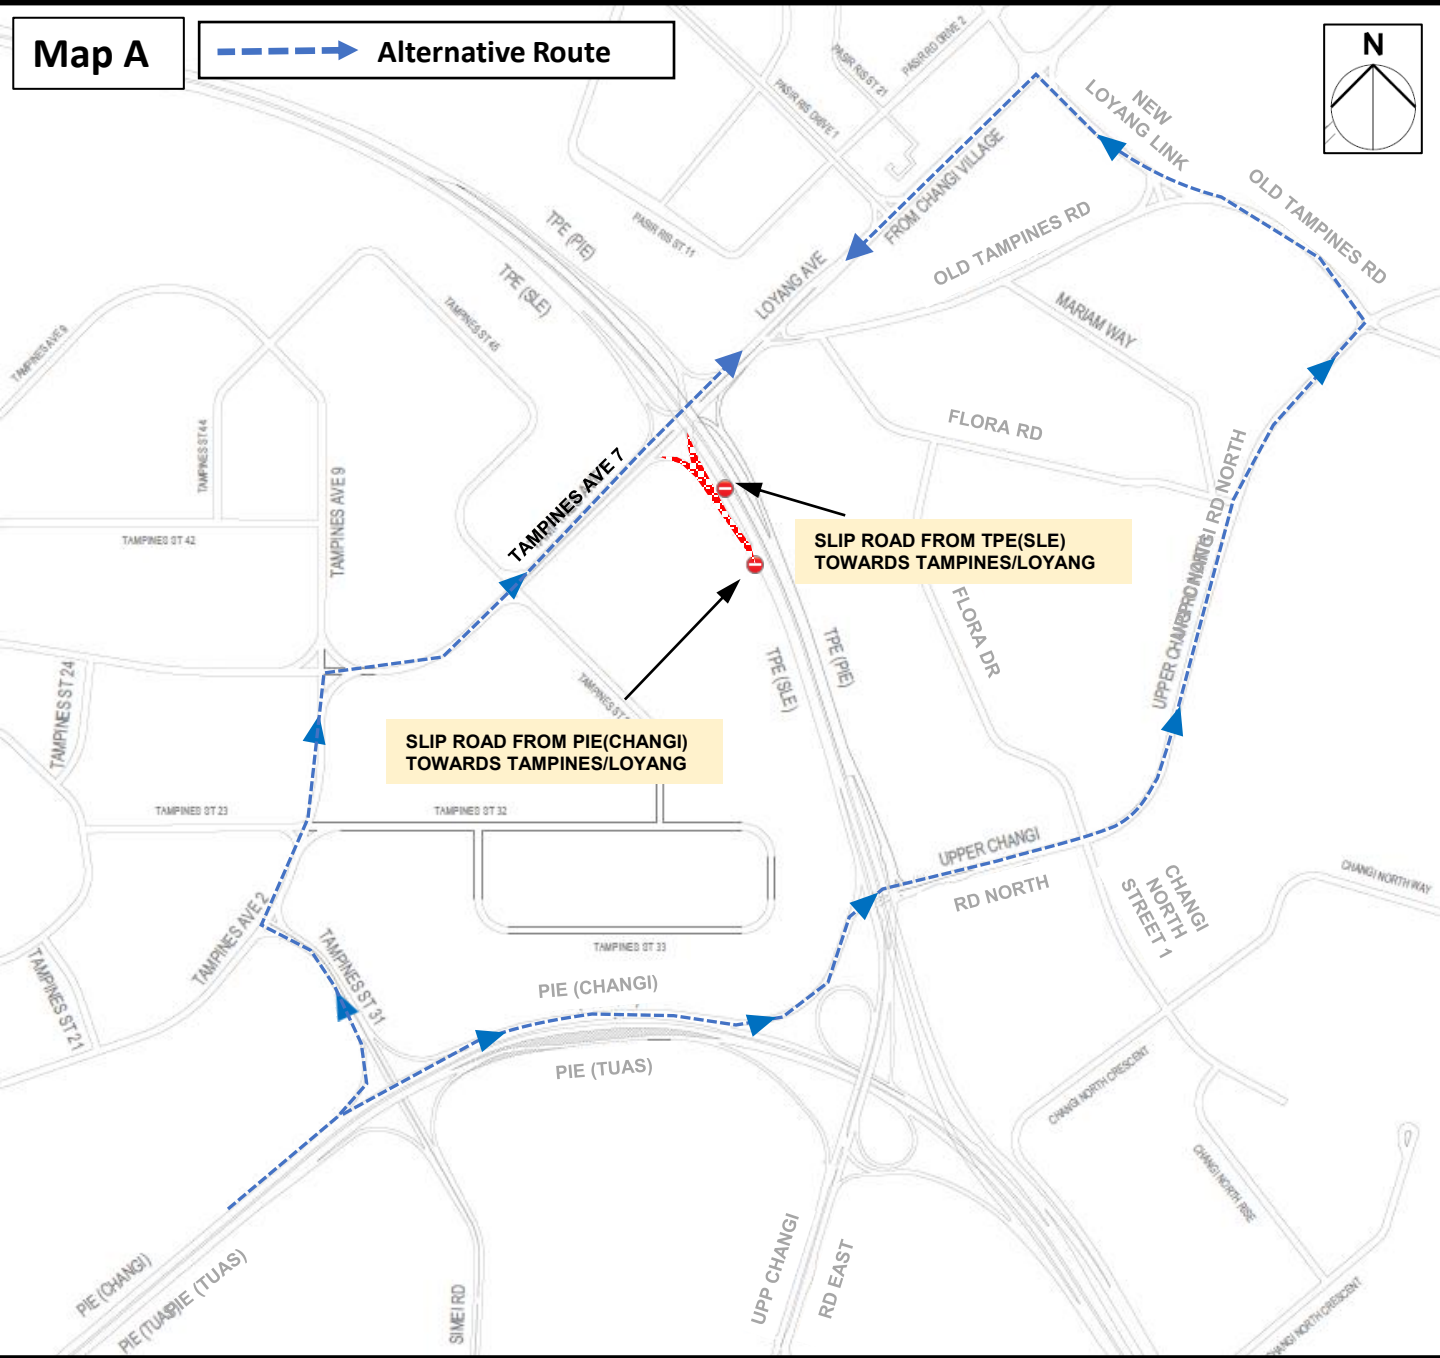 Map A
Alternative Route
N
PASIR RIS DRIVE 2
PASIR RIS ST 21
PASIR RIS DRIVE 1
PASIR RIS ST 11
NEW
LOYANG LINK
FROM CHANGI VILLAGE
OLD TAMPINES RD
OLD TAMPINES RD
TPE (PIE)
TPE (SLE)
LOYANG AVE
MARIAM WAY
TAMPINES AVE 9
TAMPINES ST 45
TAMPINES ST 44
FLORA RD
TAMPINES AVE 7
TAMPINES AVE 9
UPPER CHANGI RD NORTH
TAMPINES ST 42
SLIP ROAD FROM TPE(SLE)
TOWARDS TAMPINES/LOYANG
FLORA DR
TPE (PIE)
TPE (SLE)
TAMPINES ST 24
TAMPINES ST
SLIP ROAD FROM PIE(CHANGI)
TOWARDS TAMPINES/LOYANG
TAMPINES ST 23
TAMPINES ST 32
UPPER CHANGI
RD NORTH
CHANGI
NORTH
STREET 1
CHANGI NORTH WAY
TAMPINES AVE 2
TAMPINES ST 31
TAMPINES ST 33
TAMPINES ST 21
PIE (CHANGI)
PIE (TUAS)
CHANGI NORTH CRESCENT
CHANGI NORTH RISE
PIE (CHANGI)
PIE (TUAS)
PIE (TUAS)
SIMEI RD
UPP CHANGI
RD EAST
CHANGI NORTH CRESCENT